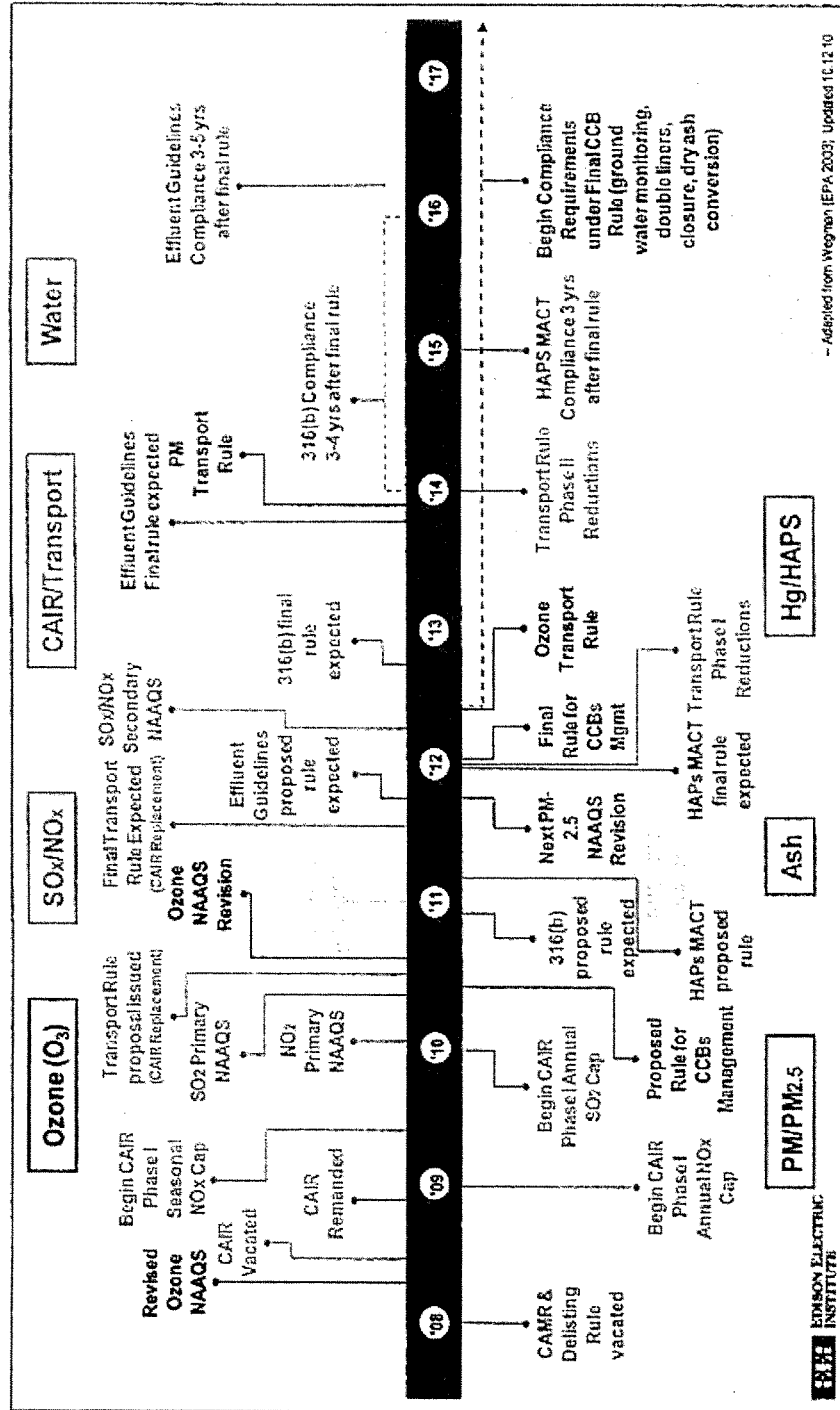 Ozone (O3)
SOx/NOx
CAIR/Transport
Water
Revised
Ozone
NAAQS
CAIR
Vacated
Begin CAIR
Phase I
Seasonal
NOx Cap
CAIR
Remanded
Transport Rule
proposal issued
(CAIR Replacement)
SO2 Primary
NAAQS
NO2
Primary
NAAQS
Ozone
NAAQS
Revision
Final Transport
Rule Expected
(CAIR Replacement)
Effluent
Guidelines
proposed
rule
expected
SOx/NOx
Secondary
NAAQS
316(b) final
rule
expected
Effluent Guidelines
Final rule expected
PM
Transport
Rule
316(b) Compliance
3-4 yrs after final rule
Effluent Guidelines
Compliance 3-5 yrs
after final rule
'08
'09
'10
'11
'12
'13
'14
'15
'16
'17
CAMR &
Delisting
Rule
vacated
Begin CAIR
Phase I
Annual NOx
Cap
Begin CAIR
Phase I Annual
SO2 Cap
Proposed
Rule for
CCBs
Management
316(b)
proposed
rule
expected
HAPs MACT
proposed
rule
Next PM-
2.5
NAAQS
Revision
HAPs MACT
final rule
expected
Final
Rule for
CCBs
Mgmt
Transport Rule
Phase I
Reductions
Ozone
Transport
Rule
Transport Rule
Phase II
Reductions
HAPS MACT
Compliance 3 yrs
after final rule
Begin Compliance
Requirements
under Final CCB
Rule (ground
water monitoring,
double liners,
closure, dry ash
conversion)
PM/PM2.5
Ash
Hg/HAPS
EDISON ELECTRIC
INSTITUTE
– Adapted from Wegman (EPA 2003) Updated 10.12.10